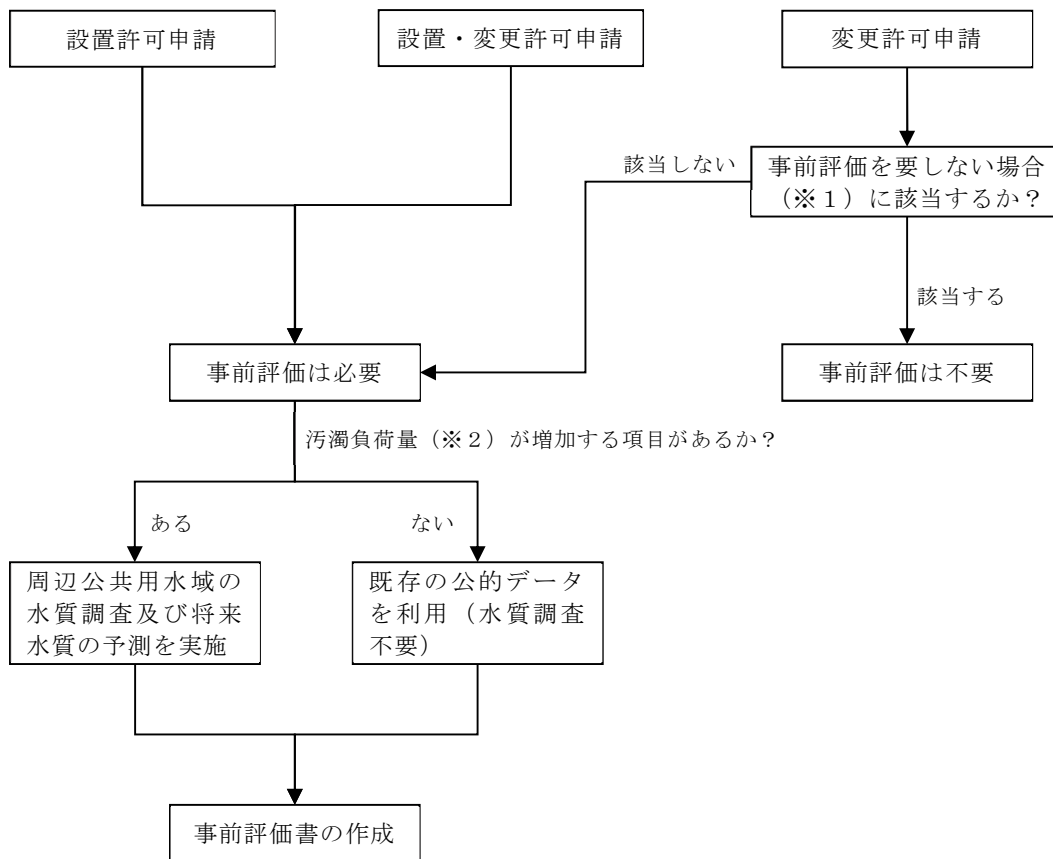 設置許可申請
設置・変更許可申請
変更許可申請
該当しない
事前評価を要しない場合
（※１）に該当するか？
該当する
事前評価は必要
事前評価は不要
汚濁負荷量（※２）が増加する項目があるか？
ある
ない
周辺公共用水域の
水質調査及び将来
水質の予測を実施
既存の公的データ
を利用（水質調査
不要）
事前評価書の作成